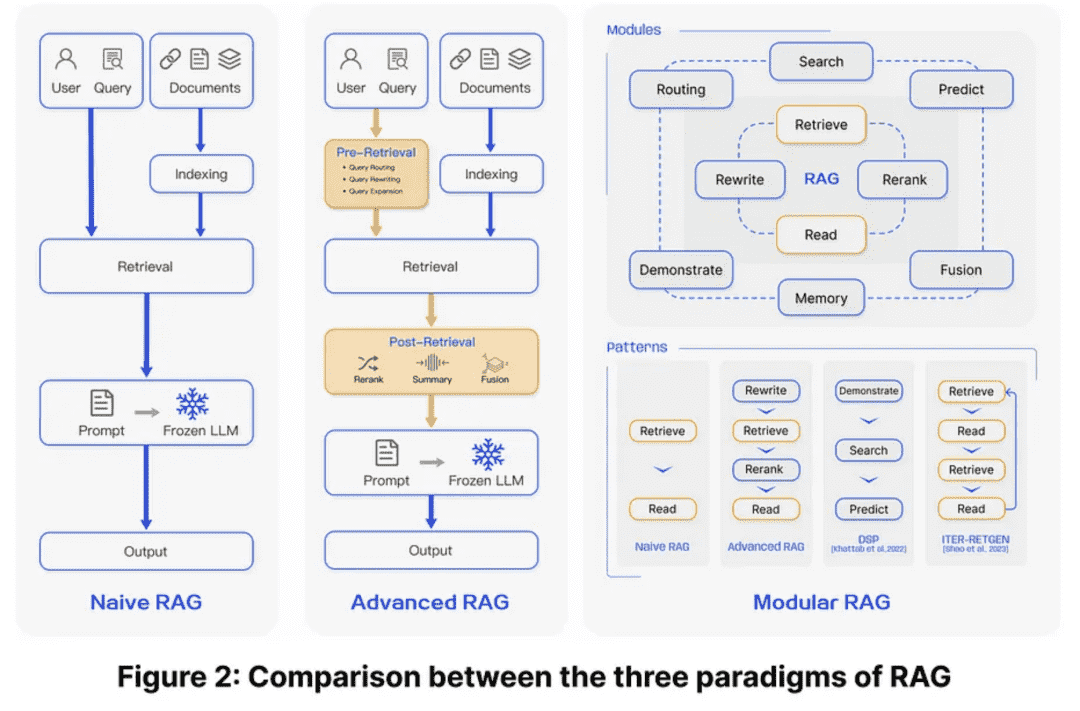 User Query
Documents
Indexing
Retrieval
Prompt
Frozen LLM
Output
Naive RAG
User Query
Documents
Pre-Retrieval
• Query Routing
• Query Rewriting
• Query Expansion
Indexing
Retrieval
Post-Retrieval
Rerank
Summary
Fusion
Prompt
Frozen LLM
Output
Advanced RAG
Modules
Search
Routing
Predict
Retrieve
Rewrite
RAG
Rerank
Read
Demonstrate
Fusion
Memory
Patterns
Retrieve
Read
Naive RAG
Rewrite
Retrieve
Rerank
Read
Advanced RAG
Demonstrate
Search
Predict
DSP
[Khattab et al, 2022]
Retrieve
Read
Retrieve
Read
ITER-RETGEN
[Shao et al, 2023]
Modular RAG
Figure 2: Comparison between the three paradigms of RAG